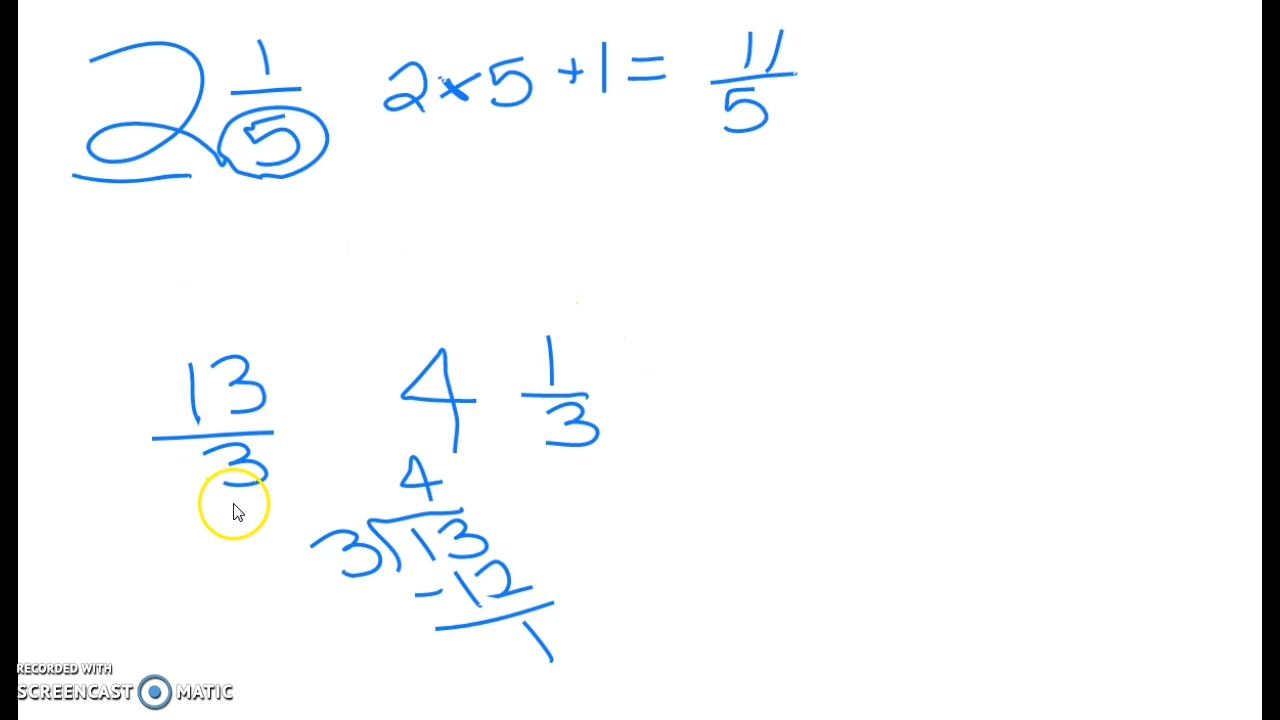 2 1/5 2 x 5 + 1 = 11/5
13/3 4 1/3
4
3 13
-12
1
RECORDED WITH
SCREENCAST MATIC